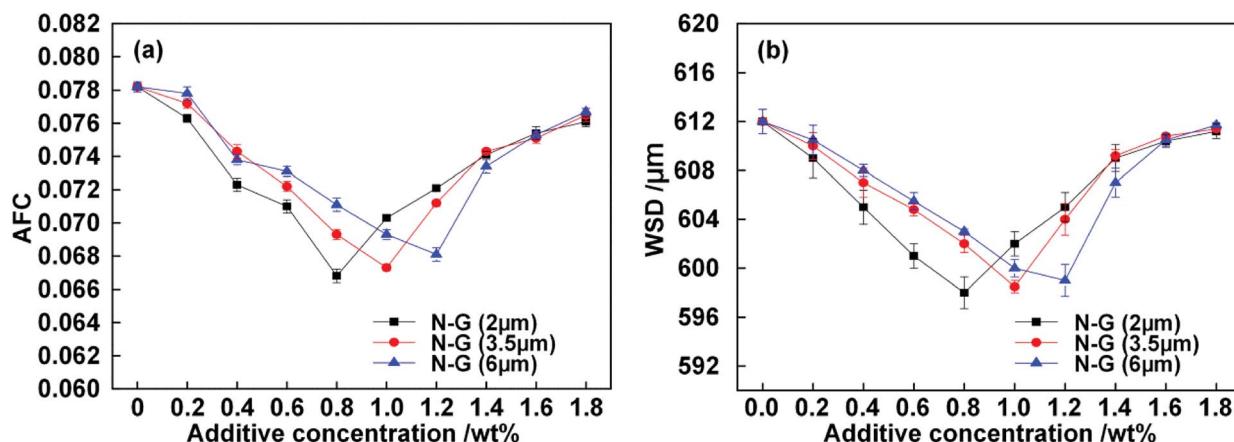 (a)
AFC
0.082
0.080
0.078
0.076
0.074
0.072
0.070
0.068
0.066
0.064
0.062
0.060
N-G (2μm)
N-G (3.5μm)
N-G (6μm)
0 0.2 0.4 0.6 0.8 1.0 1.2 1.4 1.6 1.8
Additive concentration /wt%
(b)
WSD /μm
620
616
612
608
604
600
596
592
N-G (2μm)
N-G (3.5μm)
N-G (6μm)
0.0 0.2 0.4 0.6 0.8 1.0 1.2 1.4 1.6 1.8
Additive concentration /wt%